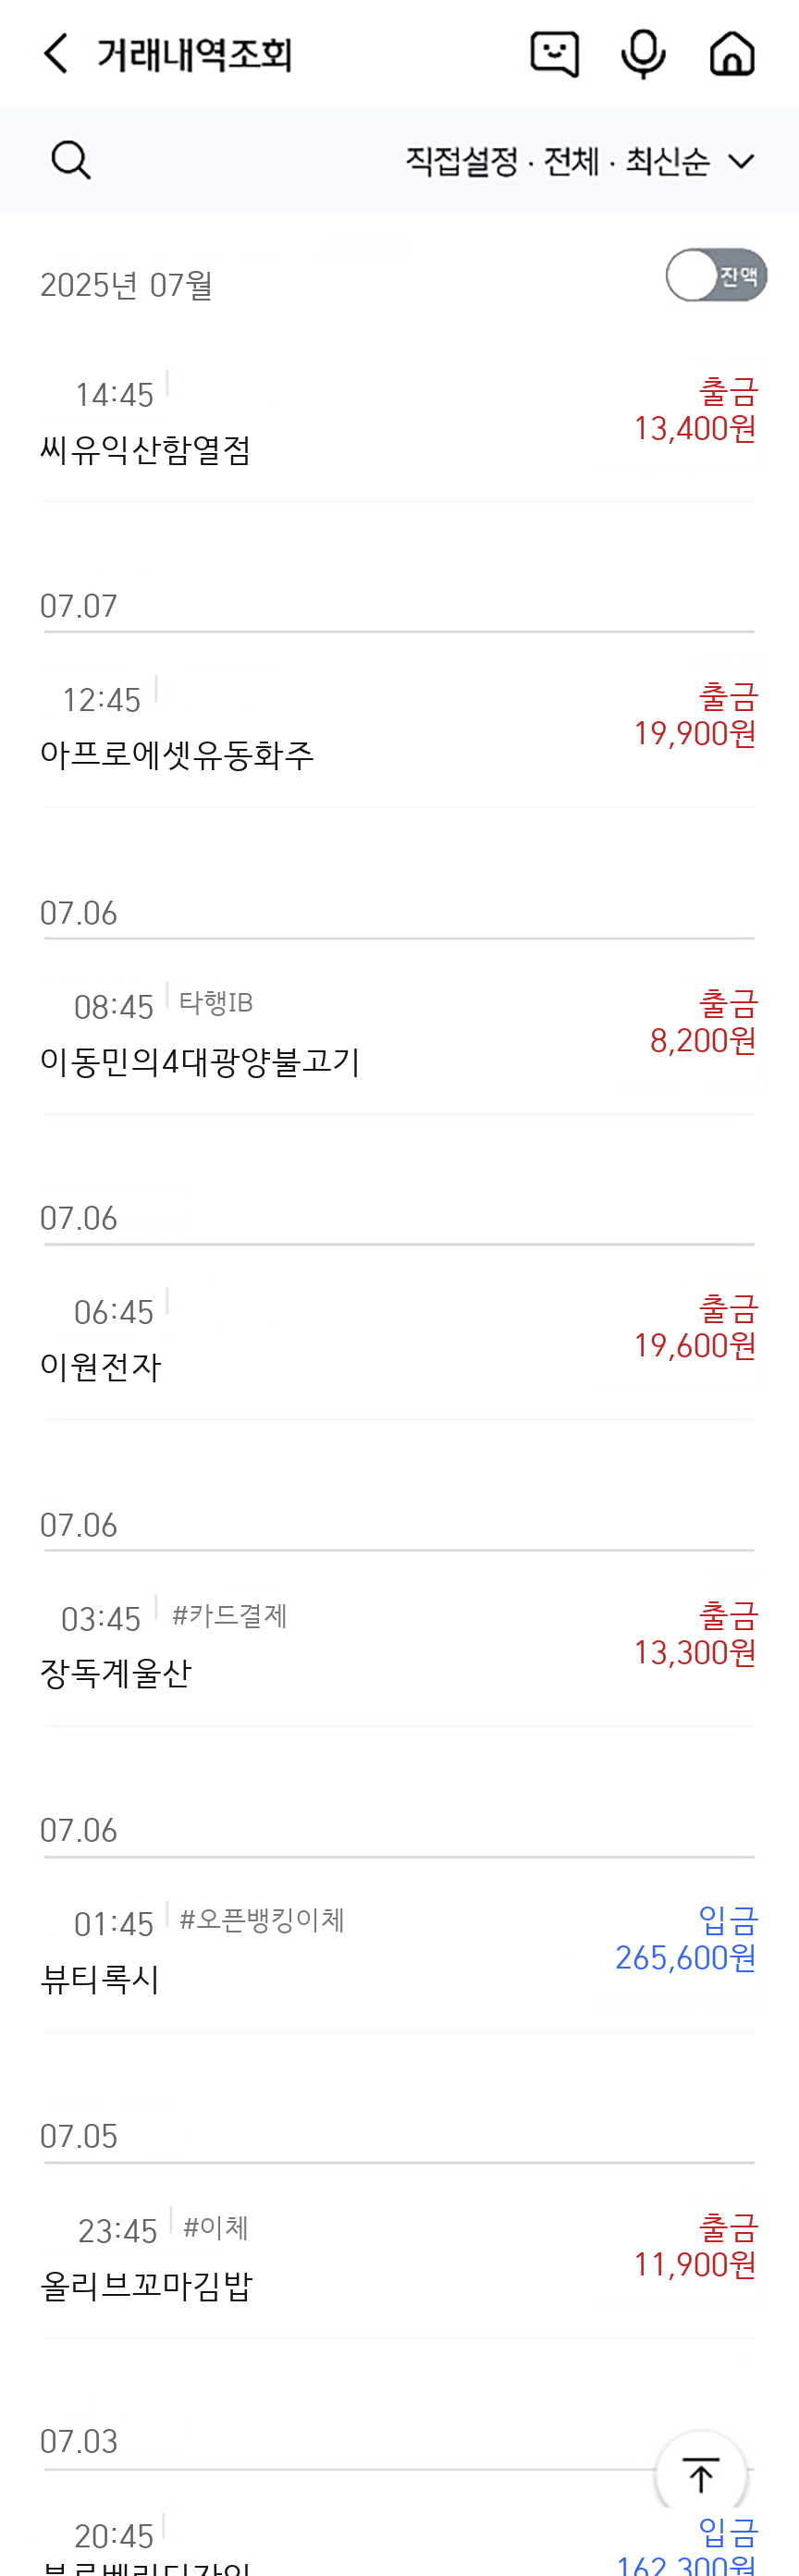 거래내역조회
직접설정 · 전체 · 최신순
2025년 07월
잔액
14:45
출금
씨유익산함열점
13,400원
07.07
12:45
출금
아프로에셋유동화주
19,900원
07.06
08:45 타행IB
출금
이동민의4대광양불고기
8,200원
07.06
06:45
출금
이원전자
19,600원
07.06
03:45 #카드결제
출금
장독계울산
13,300원
07.06
01:45 #오픈뱅킹이체
입금
뷰티록시
265,600원
07.05
23:45 #이체
출금
올리브꼬마김밥
11,900원
07.03
20:45
입금
162,300원